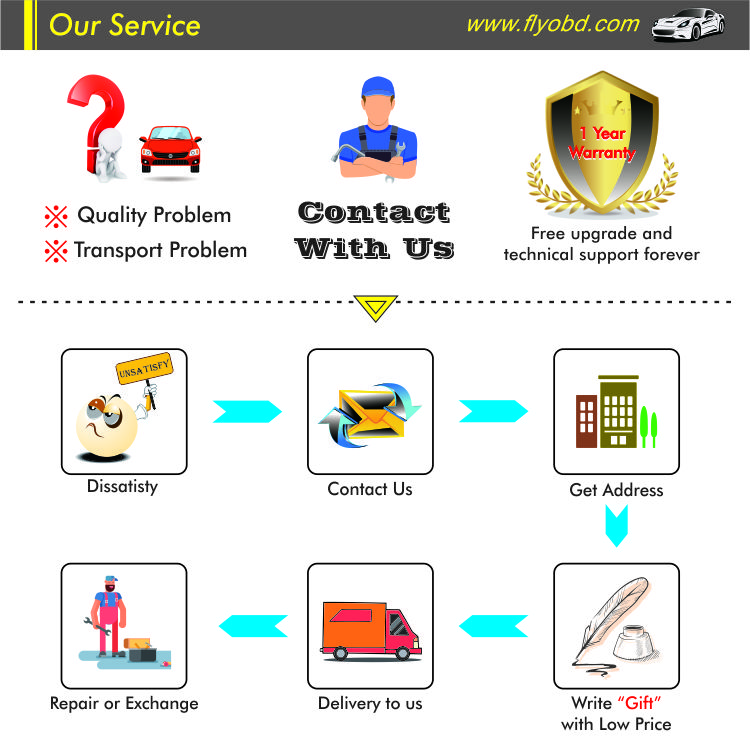 Our Service
www.flyobd.com
1 Year
Warranty
※ Quality Problem
※ Transport Problem
Contact
With Us
Free upgrade and
technical support forever
UNSATISFY
Dissatisty
Contact Us
Get Address
Repair or Exchange
Delivery to us
Write “Gift”
with Low Price